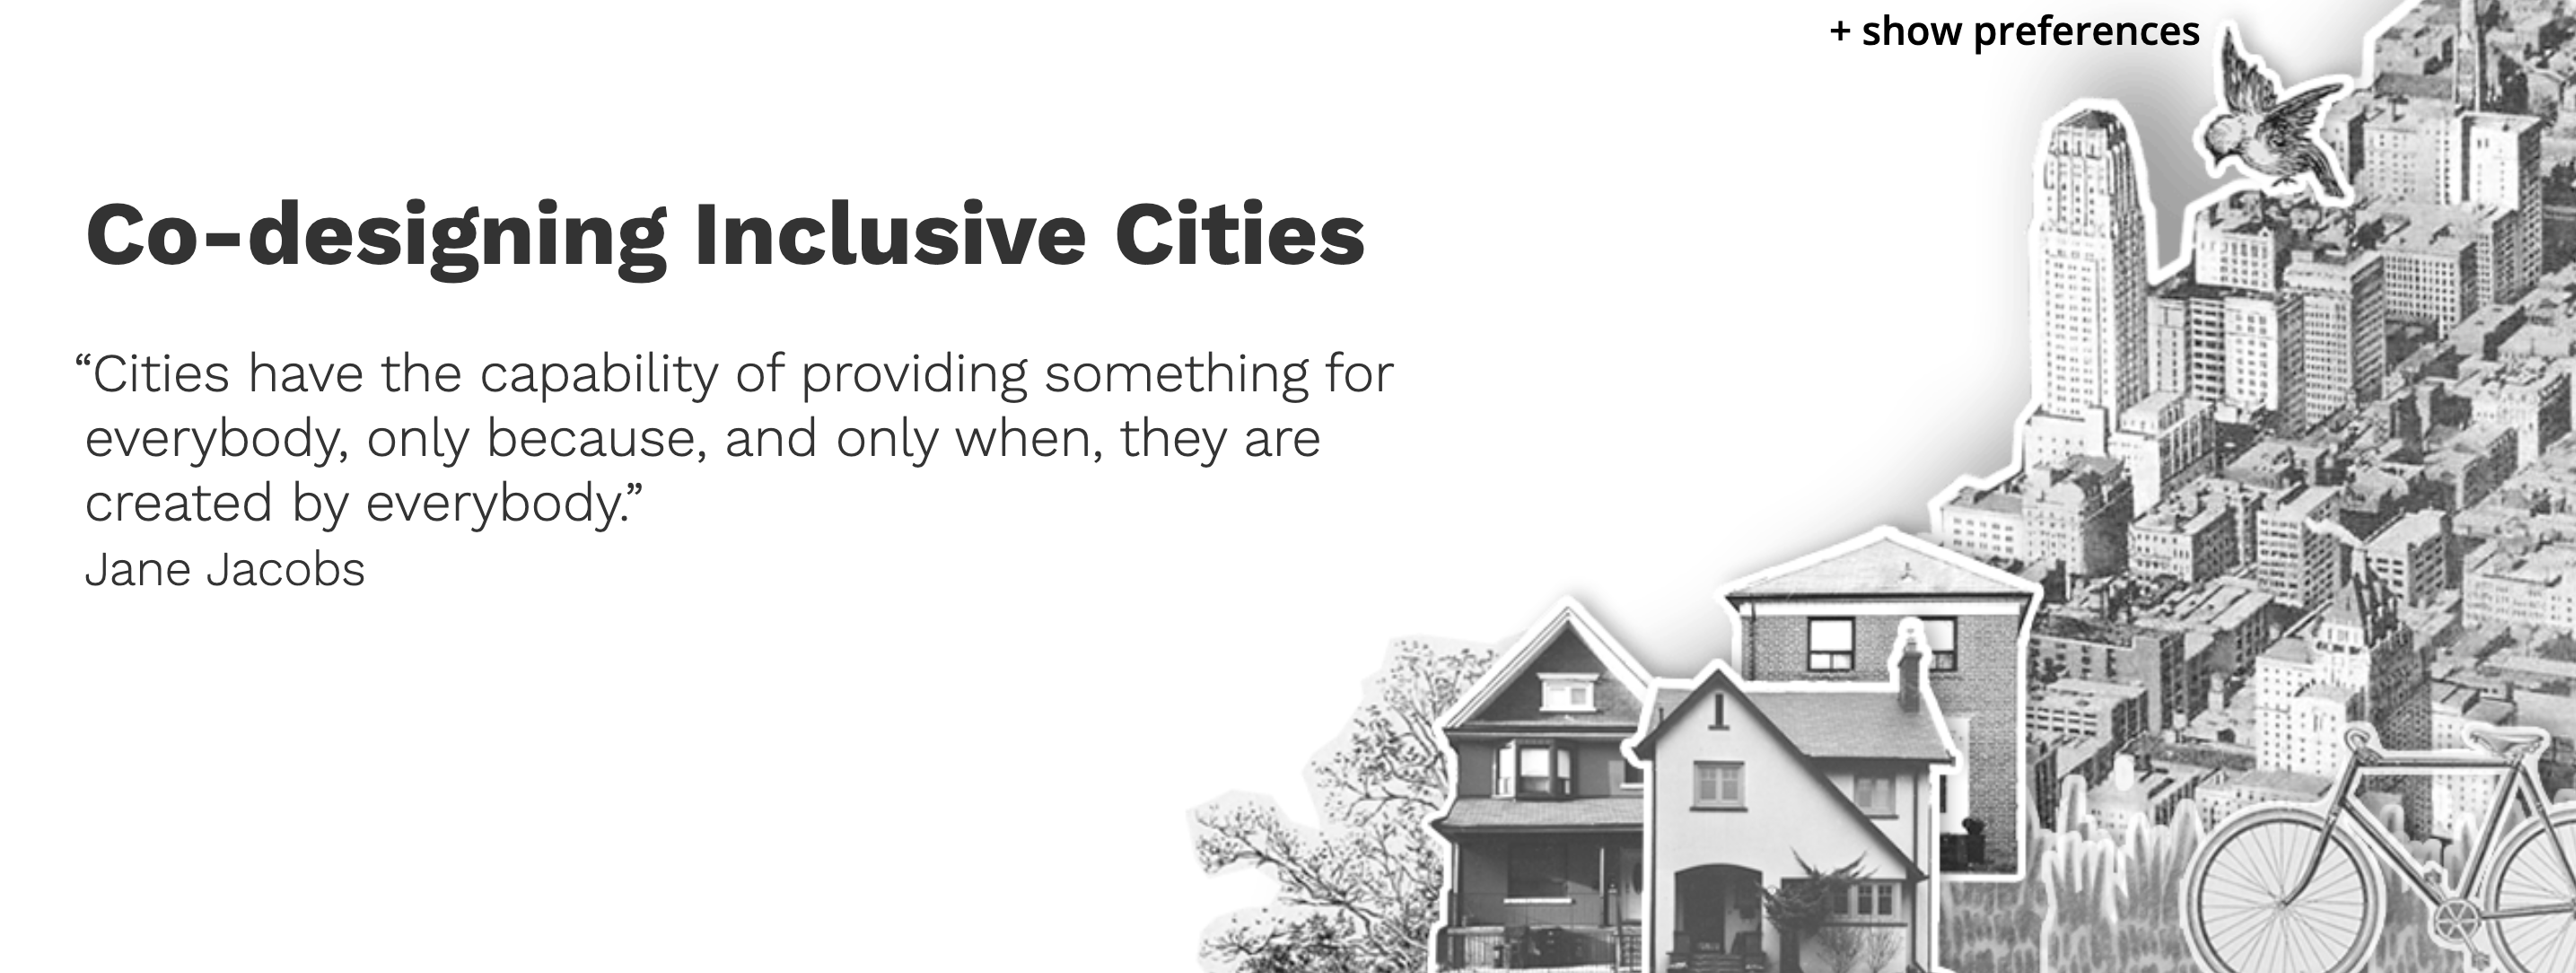 + show preferences
Co-designing Inclusive Cities
“Cities have the capability of providing something for
everybody, only because, and only when, they are
created by everybody.”
Jane Jacobs